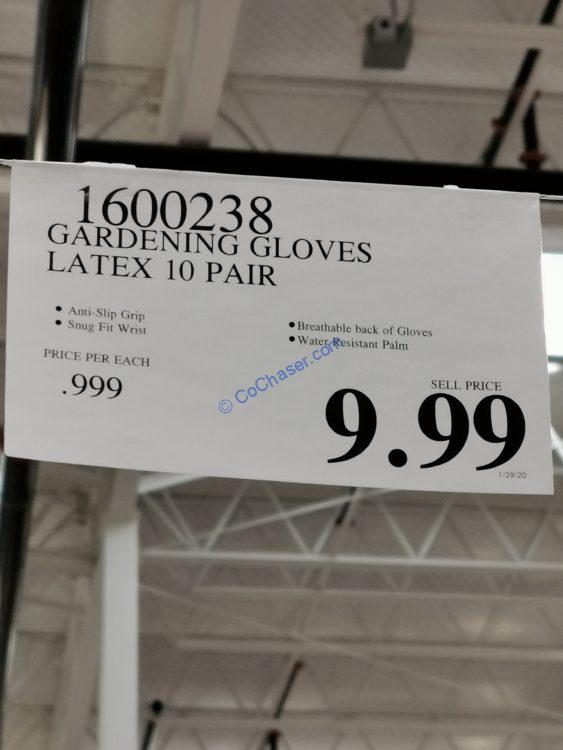 1600238
GARDENING GLOVES
LATEX 10 PAIR
• Anti-Slip Grip
• Snug Fit Wrist
• Breathable back of Gloves
• Water Resistant Palm
PRICE PER EACH
.999
© CoChaser.com
SELL PRICE
9.99
1/29/20